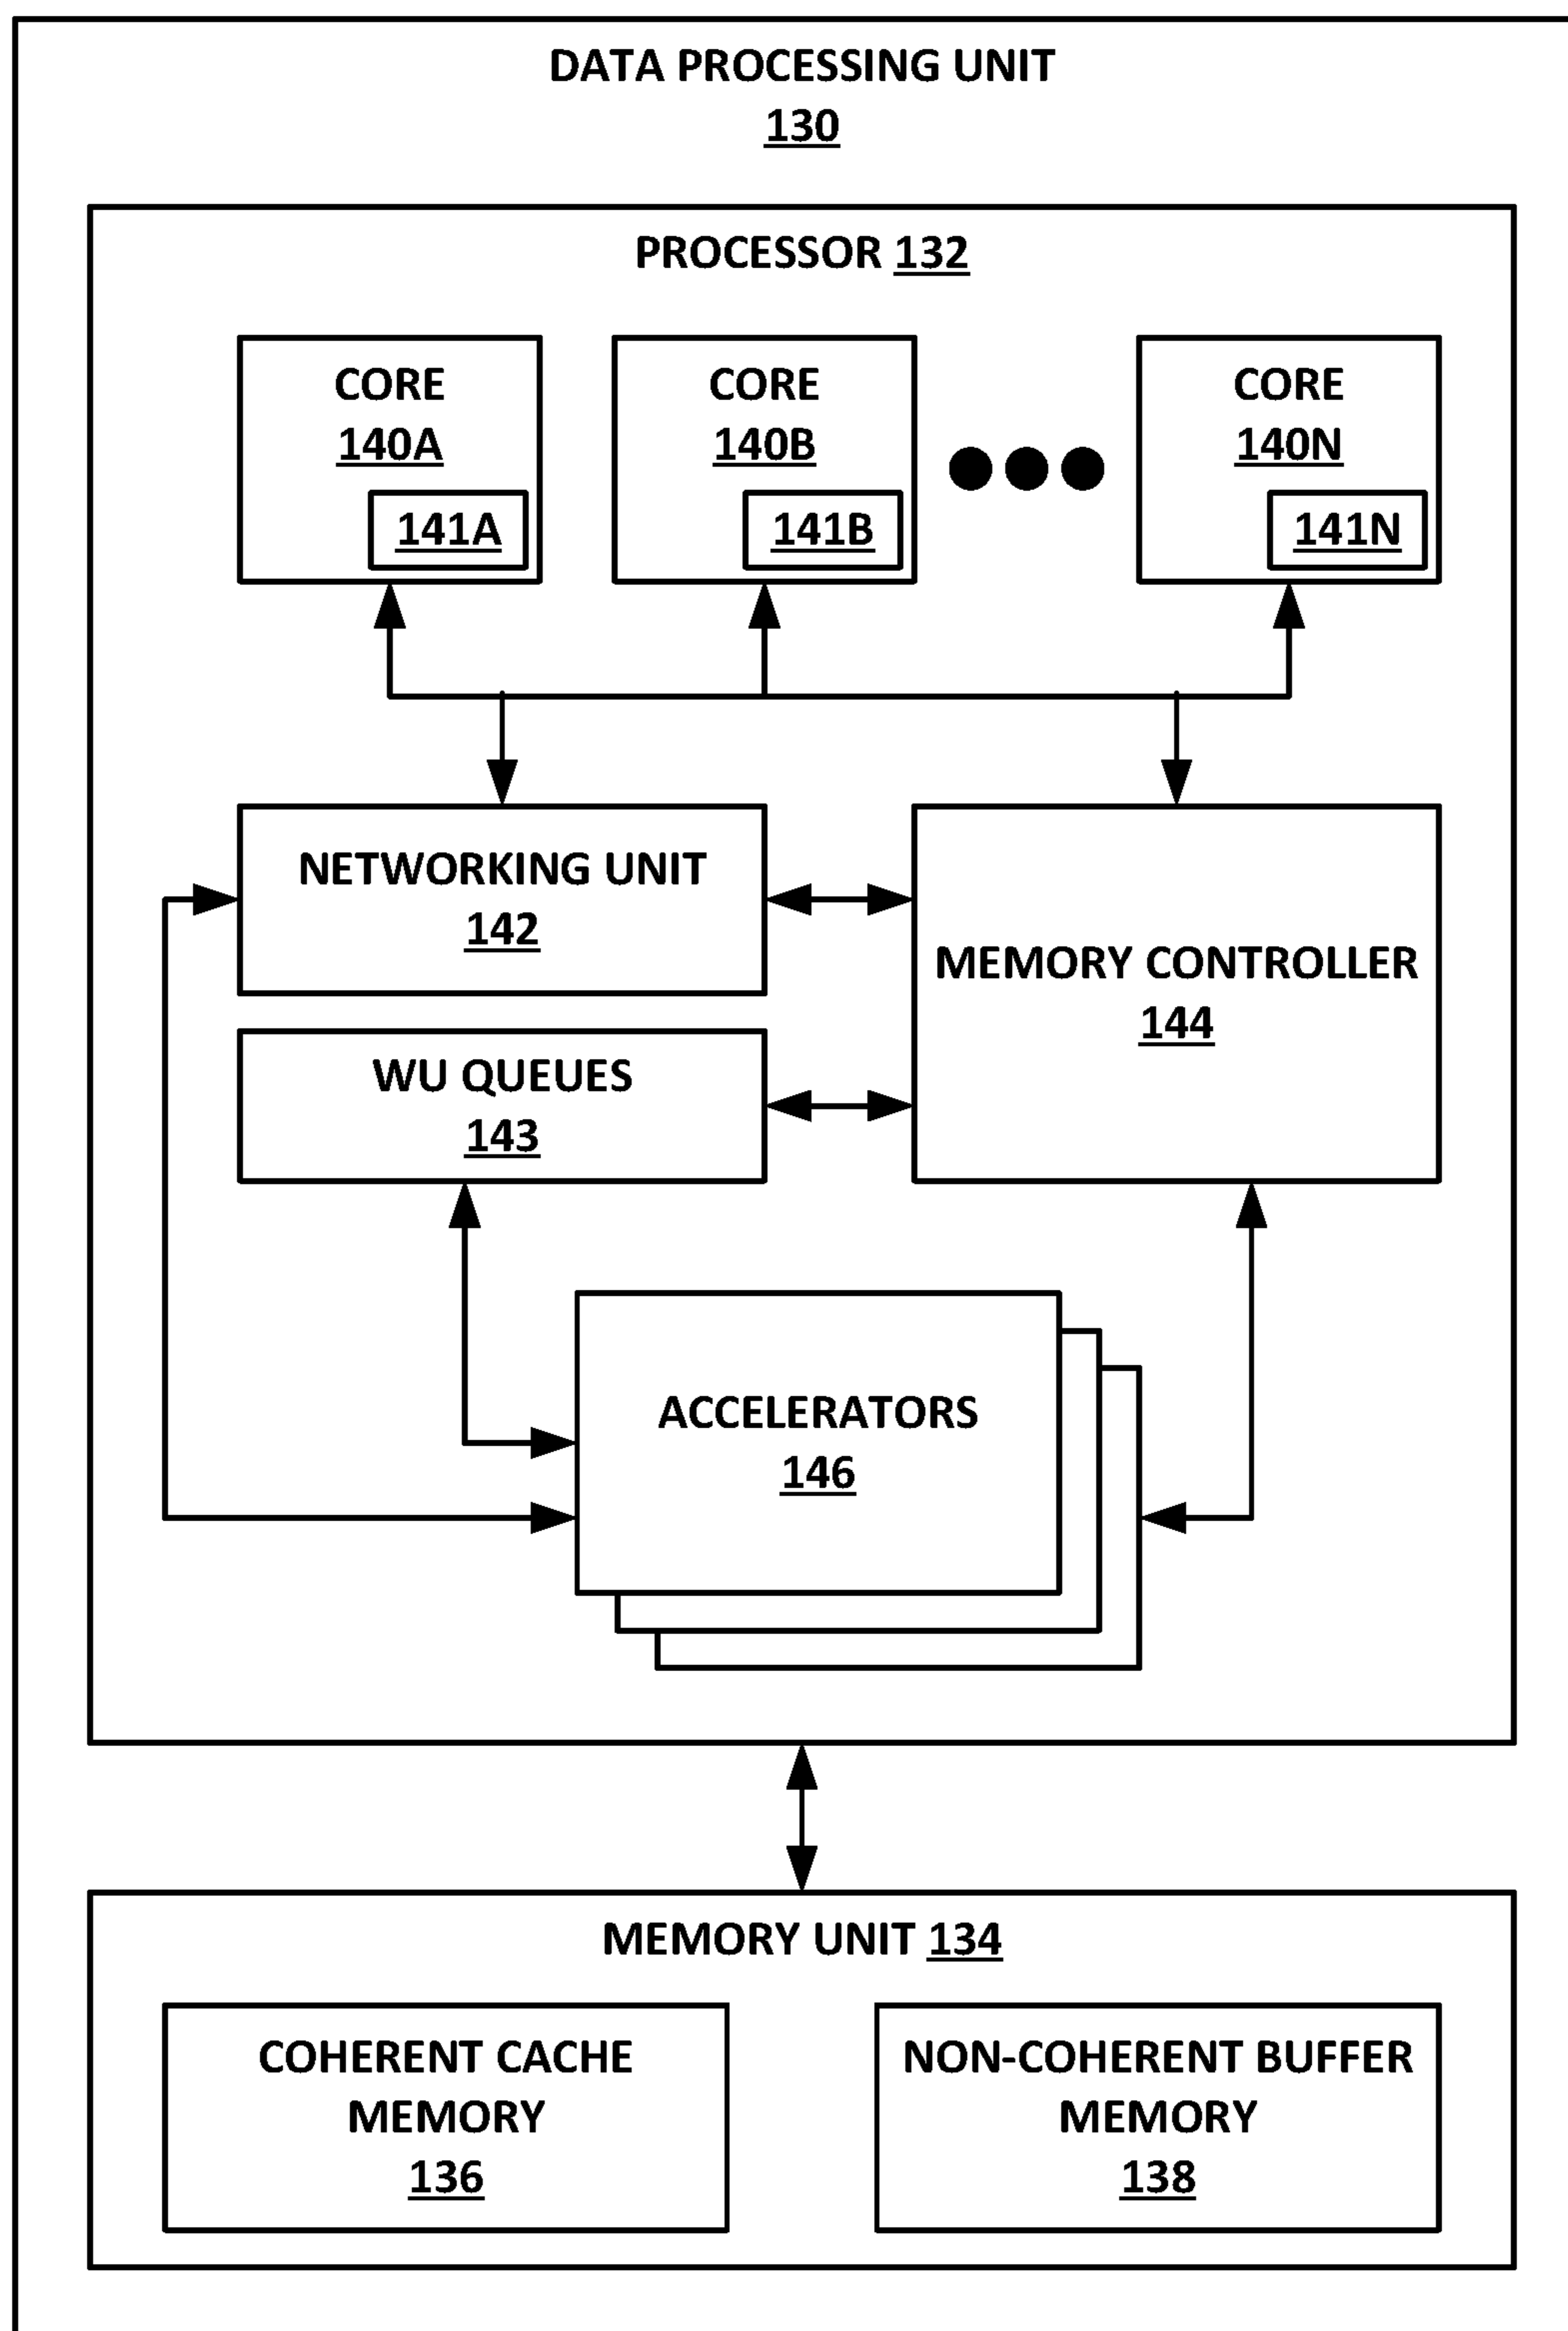 DATA PROCESSING UNIT
130
PROCESSOR 132
CORE
140A
141A
CORE
140B
141B
CORE
140N
141N
NETWORKING UNIT
142
MEMORY CONTROLLER
144
WU QUEUES
143
ACCELERATORS
146
MEMORY UNIT 134
COHERENT CACHE
MEMORY
136
NON-COHERENT BUFFER
MEMORY
138